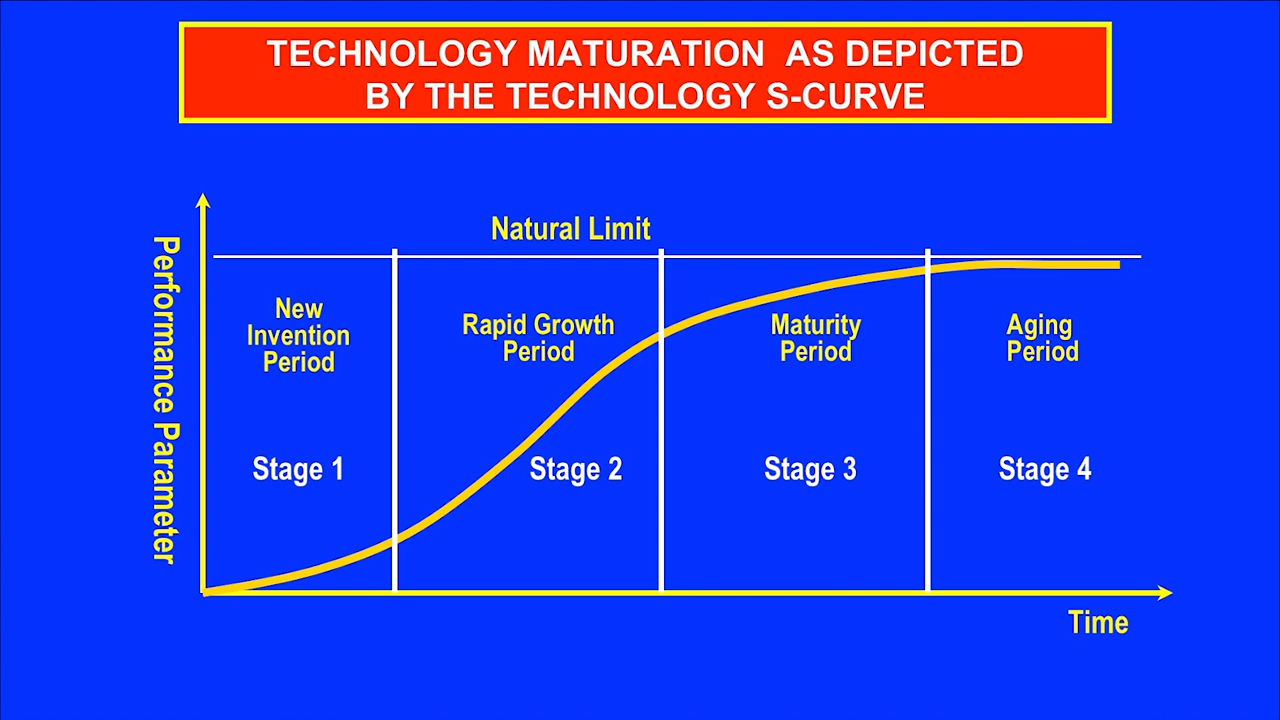 TECHNOLOGY MATURATION AS DEPICTED
BY THE TECHNOLOGY S-CURVE
Natural Limit
Performance Parameter
New
Invention
Period
Rapid Growth
Period
Maturity
Period
Aging
Period
Stage 1
Stage 2
Stage 3
Stage 4
Time